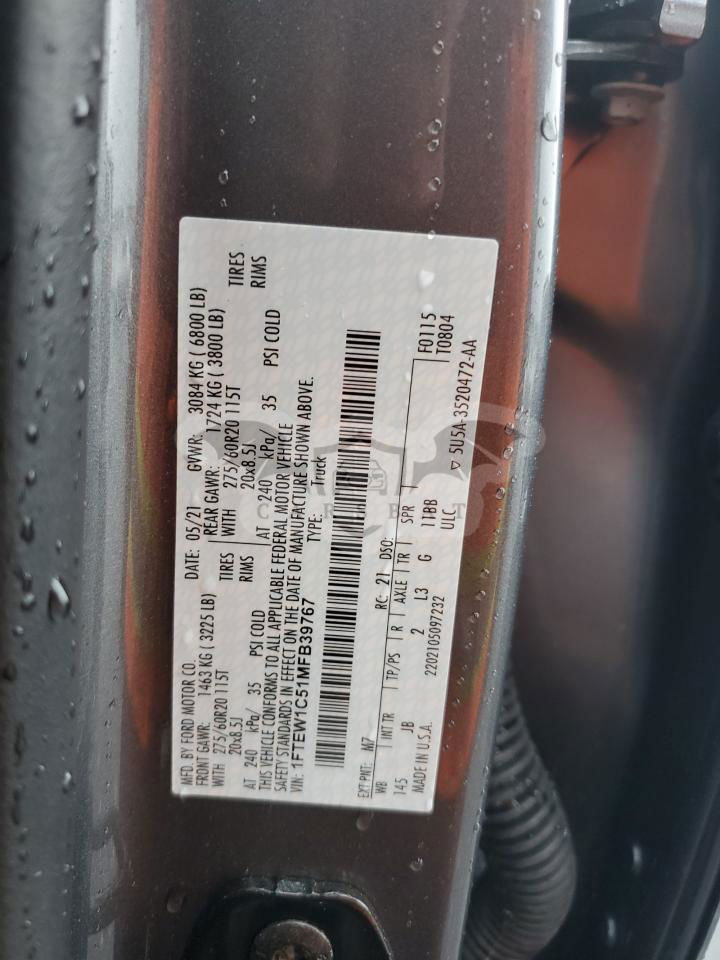 MFD. BY FORD MOTOR CO.
DATE: 05/21 GVWR: 3084 KG ( 6800 LB)
FRONT GAWR: 1463 KG ( 3225 LB) REAR GAWR: 1724 KG ( 3800 LB)
WITH 275/60R20 115T TIRES WITH 275/60R20 115T TIRES
20x8.5J RIMS 20x8.5J RIMS
AT 240 kPa/ 35 PSI COLD AT 240 kPa/ 35 PSI COLD
THIS VEHICLE CONFORMS TO ALL APPLICABLE FEDERAL MOTOR VEHICLE
SAFETY STANDARDS IN EFFECT ON THE DATE OF MANUFACTURE SHOWN ABOVE.
VIN: 1FTEW1C51MFB39767 TYPE: Truck
EXT PNT: M7 RC: 21 DSO: F0115
WB INT TR TP/PS R AXLE TR SPR T0804
145 JB 2 L3 G 11BB
MADE IN U.S.A. 2202105097232 ULC 5U5A-3520472-AA